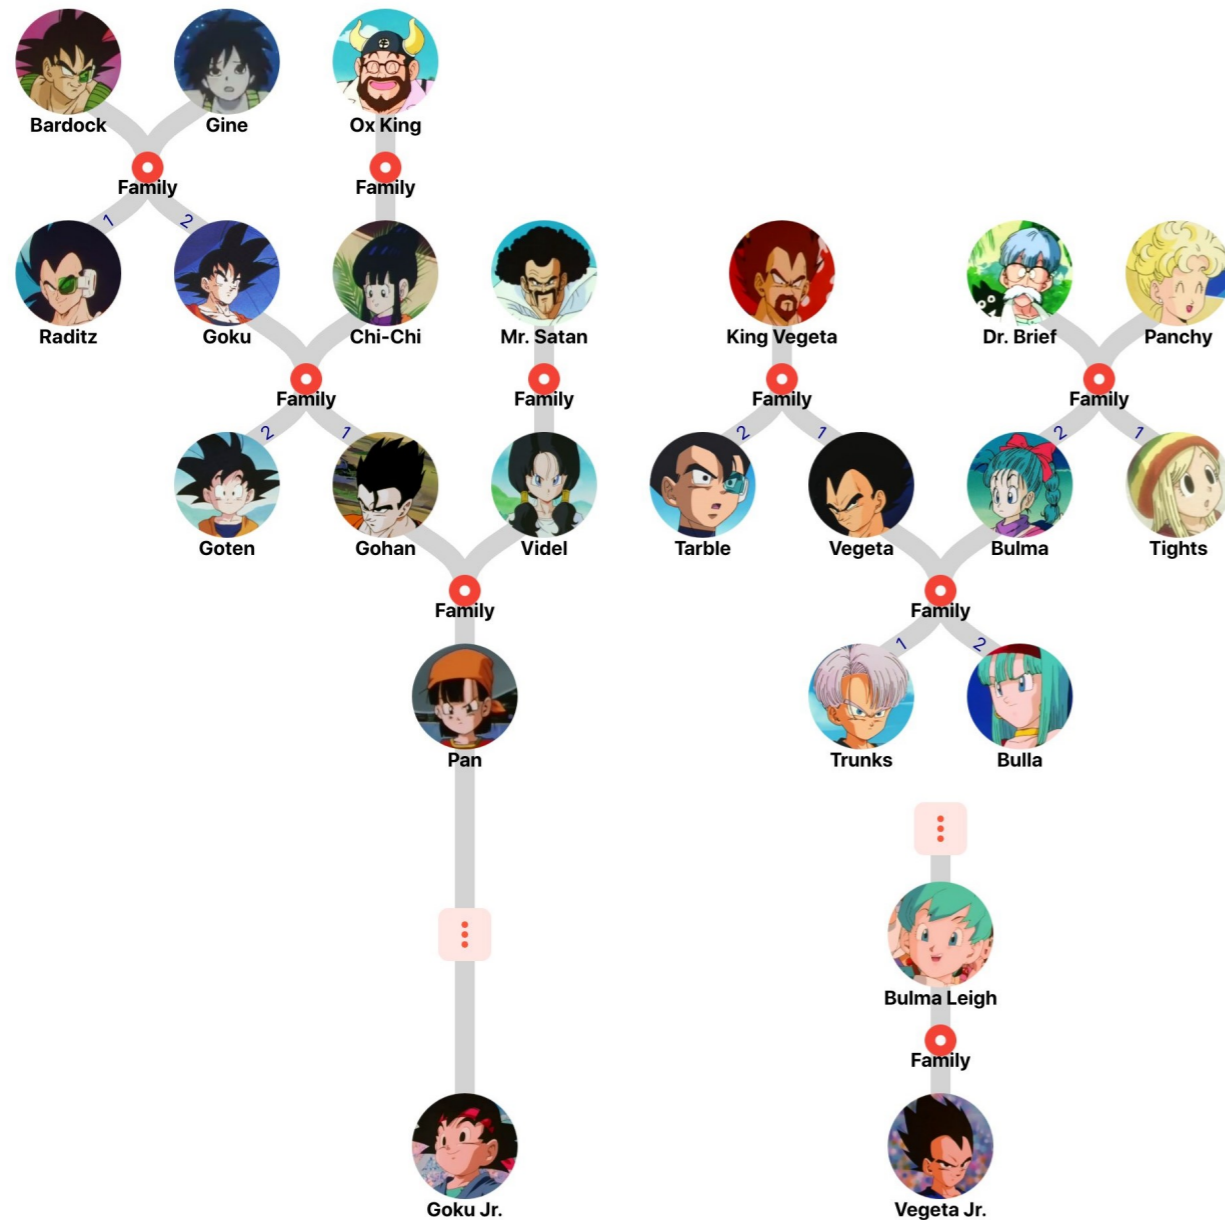 Bardock
Gine
Ox King
Family
Family
1
2
Raditz
Goku
Chi-Chi
Mr. Satan
King Vegeta
Dr. Brief
Panchy
Family
Family
Family
Family
2
1
2
1
2
1
Goten
Gohan
Videl
Tarble
Vegeta
Bulma
Tights
Family
Family
1
2
Pan
Trunks
Bulla
Bulma Leigh
Family
Goku Jr.
Vegeta Jr.